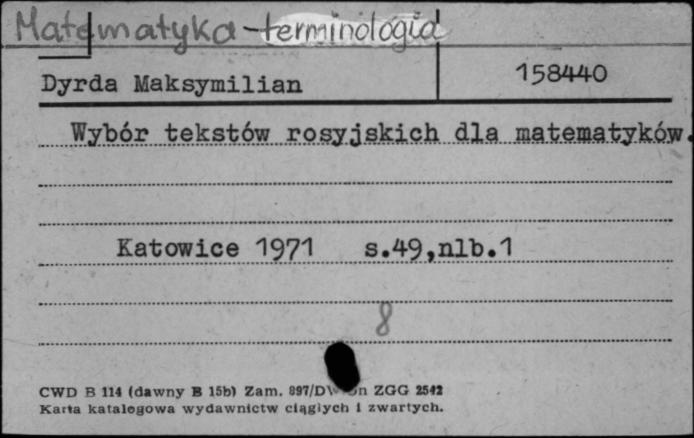 Matematyka - terminologia
Dyrda Maksymilian 158440
Wybór tekstów rosyjskich dla matematyków.
Katowice 1971 s.49,nlb.1
8
CWD B 114 (dawny B 15b) Zam. 897/DW ZGG 2542
Karta katalogowa wydawnictw ciągłych i zwartych.